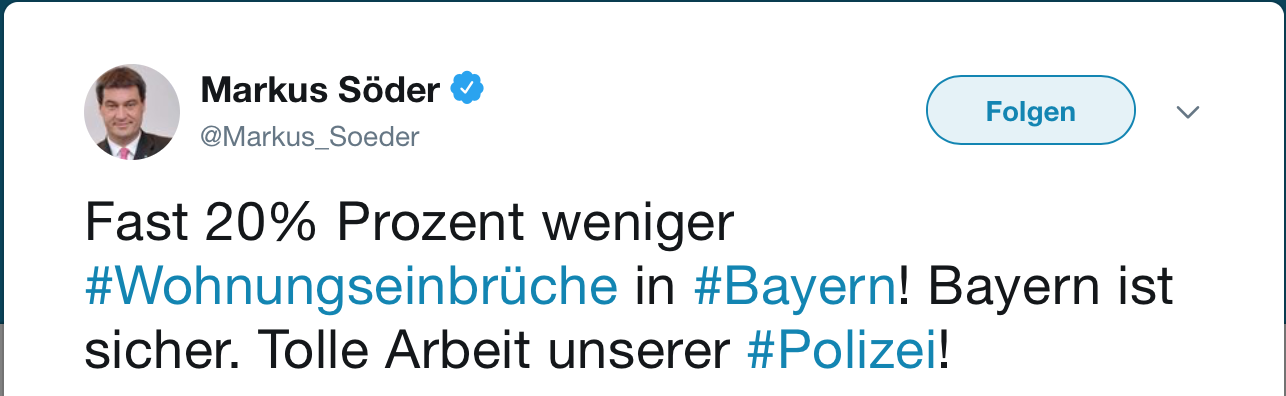 Markus Söder
@Markus_Soeder
Folgen
Fast 20% Prozent weniger
#Wohnungseinbrüche in #Bayern! Bayern ist
sicher. Tolle Arbeit unserer #Polizei!